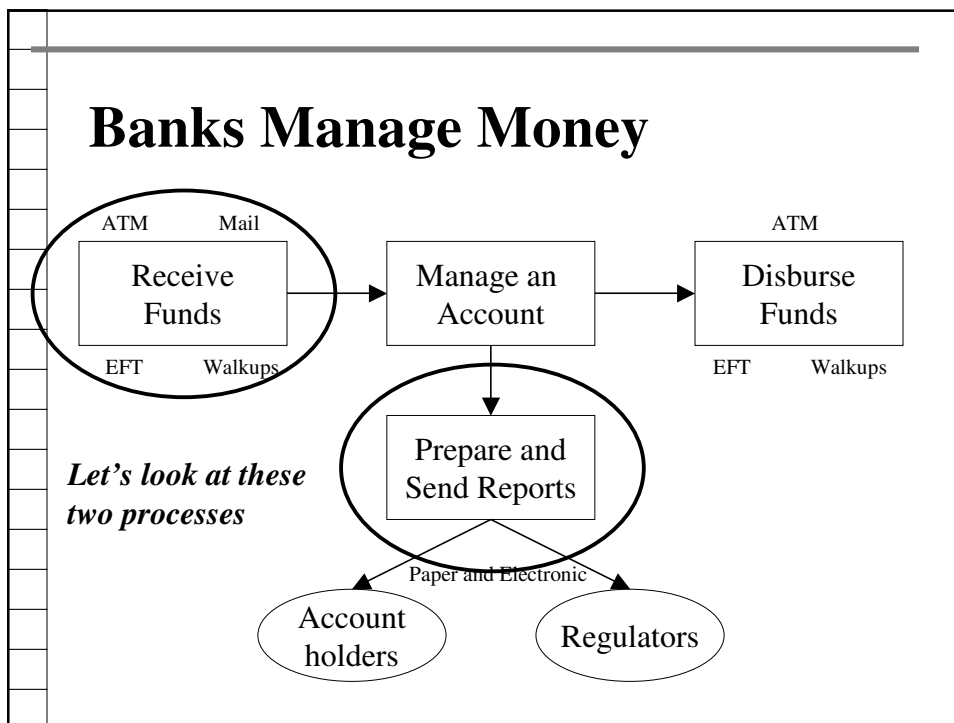 Banks Manage Money
ATM Mail
Receive
Funds
EFT Walkups
Manage an
Account
ATM
Disburse
Funds
EFT Walkups
Prepare and
Send Reports
Let's look at these
two processes
Paper and Electronic
Account
holders
Regulators